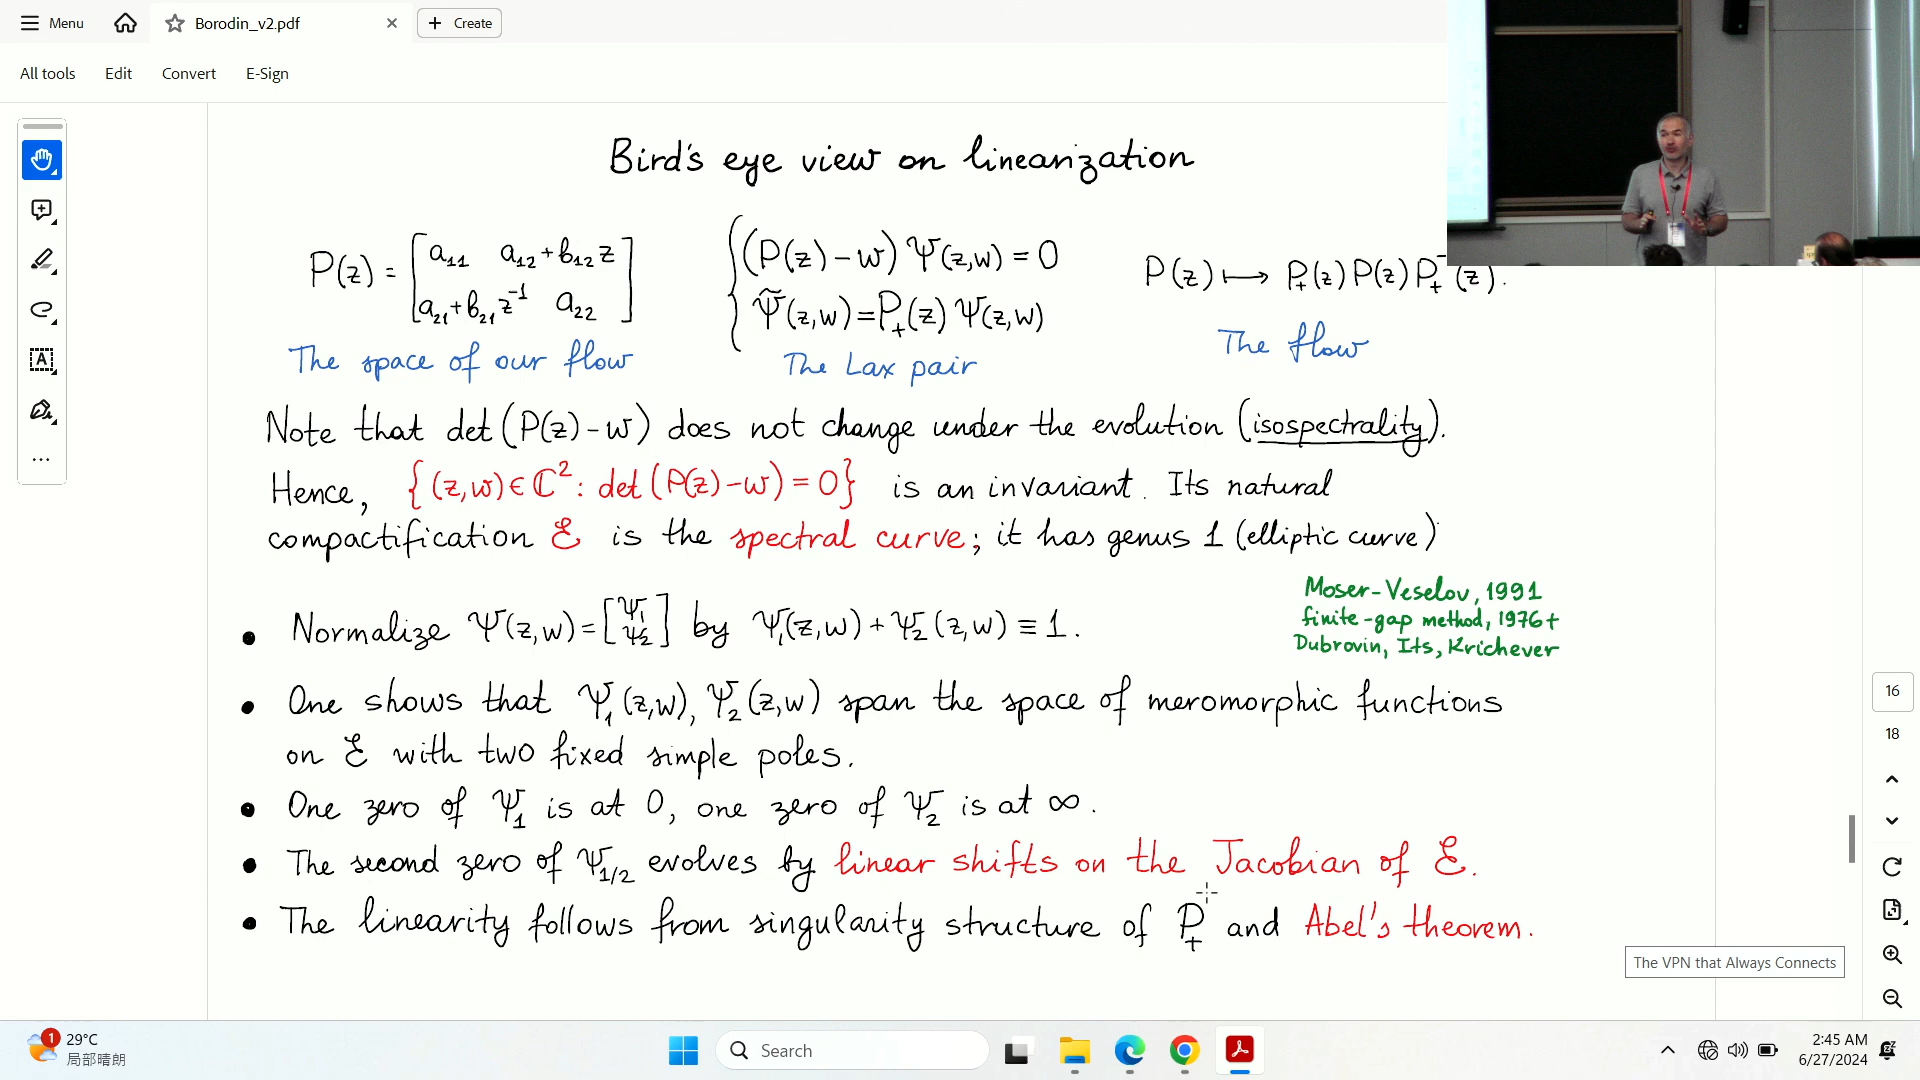 Menu
Borodin_v2.pdf
Create
All tools Edit Convert E-Sign
Bird's eye view on linearization
P(z) = [ a₁₁ a₁₂+b₁₂z
a₂₁+b₂₁z⁻¹ a₂₂ ]
{ (P(z)-w) Ψ(z,w) = 0
Ψ̃(z,w) = P₊(z) Ψ(z,w)
P(z) ⟼ P₊(z) P(z) P₊⁻(z).
The space of our flow
The Lax pair
The flow
Note that det(P(z)-w) does not change under the evolution (isospectrality).
Hence, {(z,w)∈ℂ²: det(P(z)-w) = 0} is an invariant. Its natural
compactification ℰ is the spectral curve; it has genus 1 (elliptic curve)
Moser-Veselov, 1991
finite-gap method, 1976+
Dubrovin, Its, Krichever
• Normalize Ψ(z,w) = [Ψ₁ Ψ₂] by Ψ₁(z,w) + Ψ₂(z,w) ≡ 1.
• One shows that Ψ₁(z,w), Ψ₂(z,w) span the space of meromorphic functions
on ℰ with two fixed simple poles.
• One zero of Ψ₁ is at 0, one zero of Ψ₂ is at ∞.
• The second zero of Ψ₁/₂ evolves by linear shifts on the Jacobian of ℰ.
• The linearity follows from singularity structure of P₊ and Abel's theorem.
16
18
The VPN that Always Connects
1
29°C
局部晴朗
Search
2:45 AM
6/27/2024